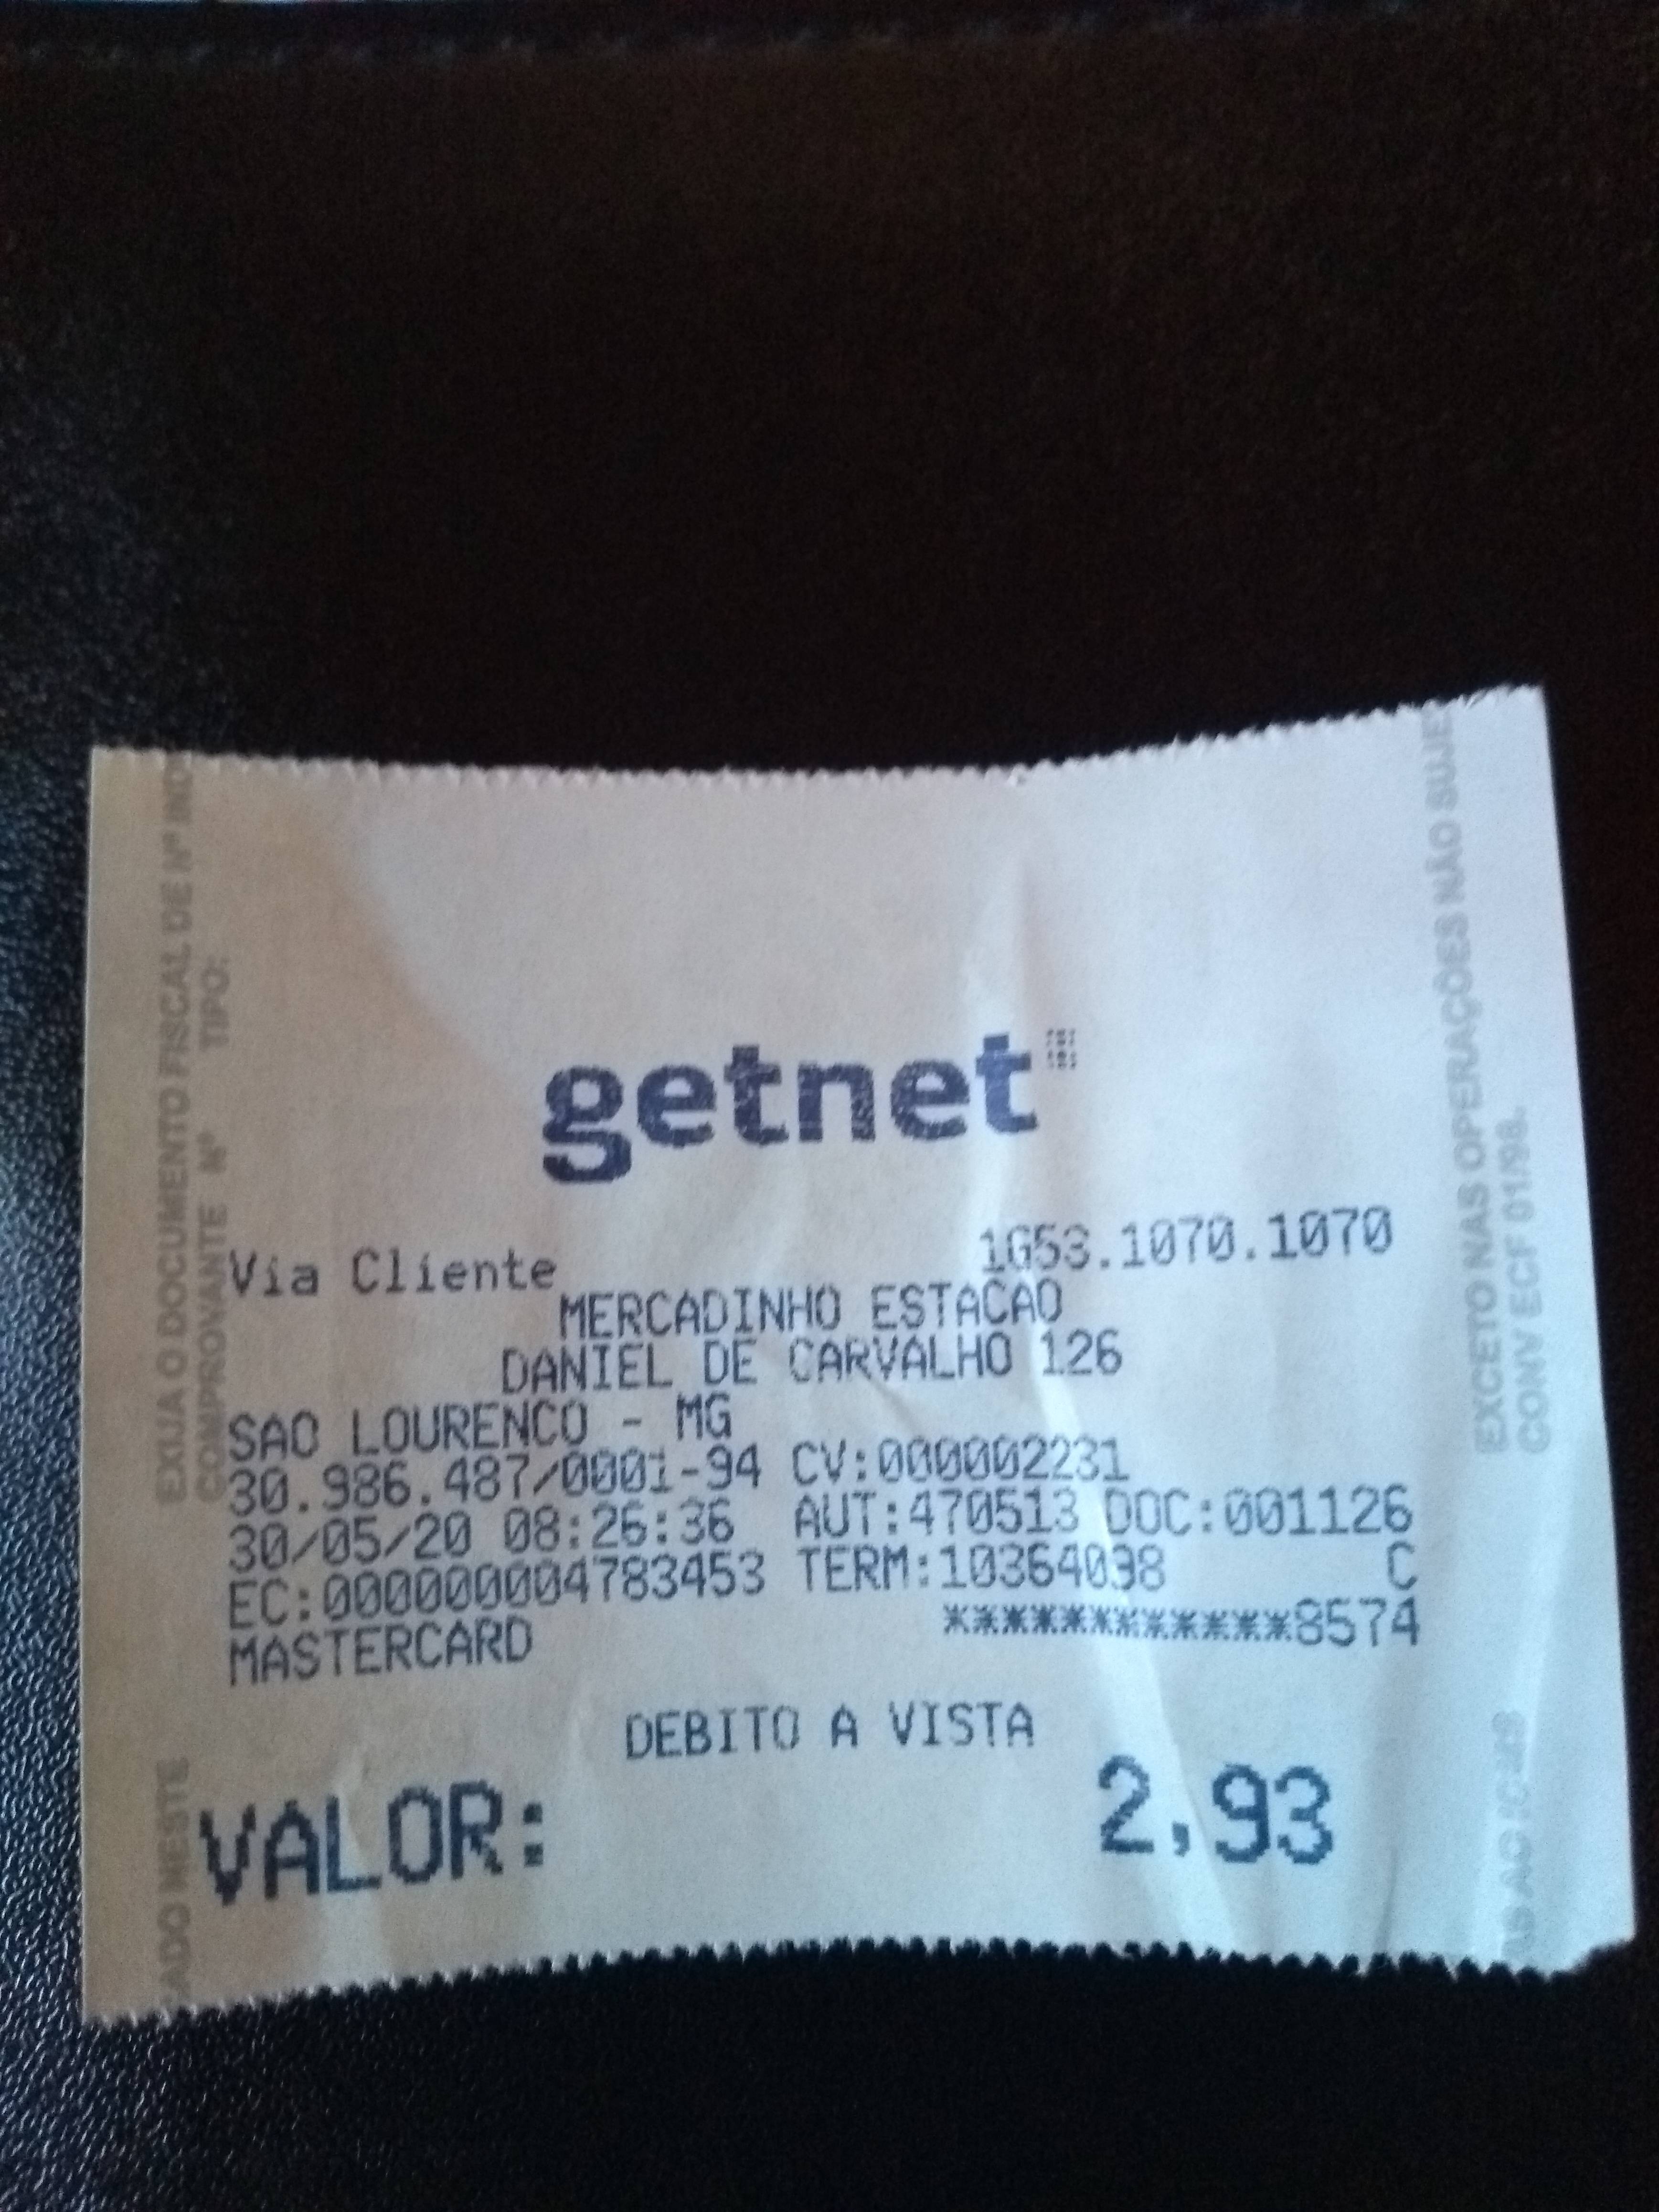 getnet
Via Cliente 1G53.1070.1070
MERCADINHO ESTACAO
DANIEL DE CARVALHO 126
SAO LOURENCO - MG
30.986.487/0001-94 CV:000002231
30/05/20 08:26:36 AUT:470513 DOC:001126
EC:000000004783453 TERM:10364098 C
MASTERCARD ************8574
DEBITO A VISTA
VALOR: 2,93
EXIJA O DOCUMENTO FISCAL DE Nº
COMPROVANTE Nº TIPO:
NESTE
EXCETO NAS OPERAÇÕES NÃO
CONV ECF 01/98.